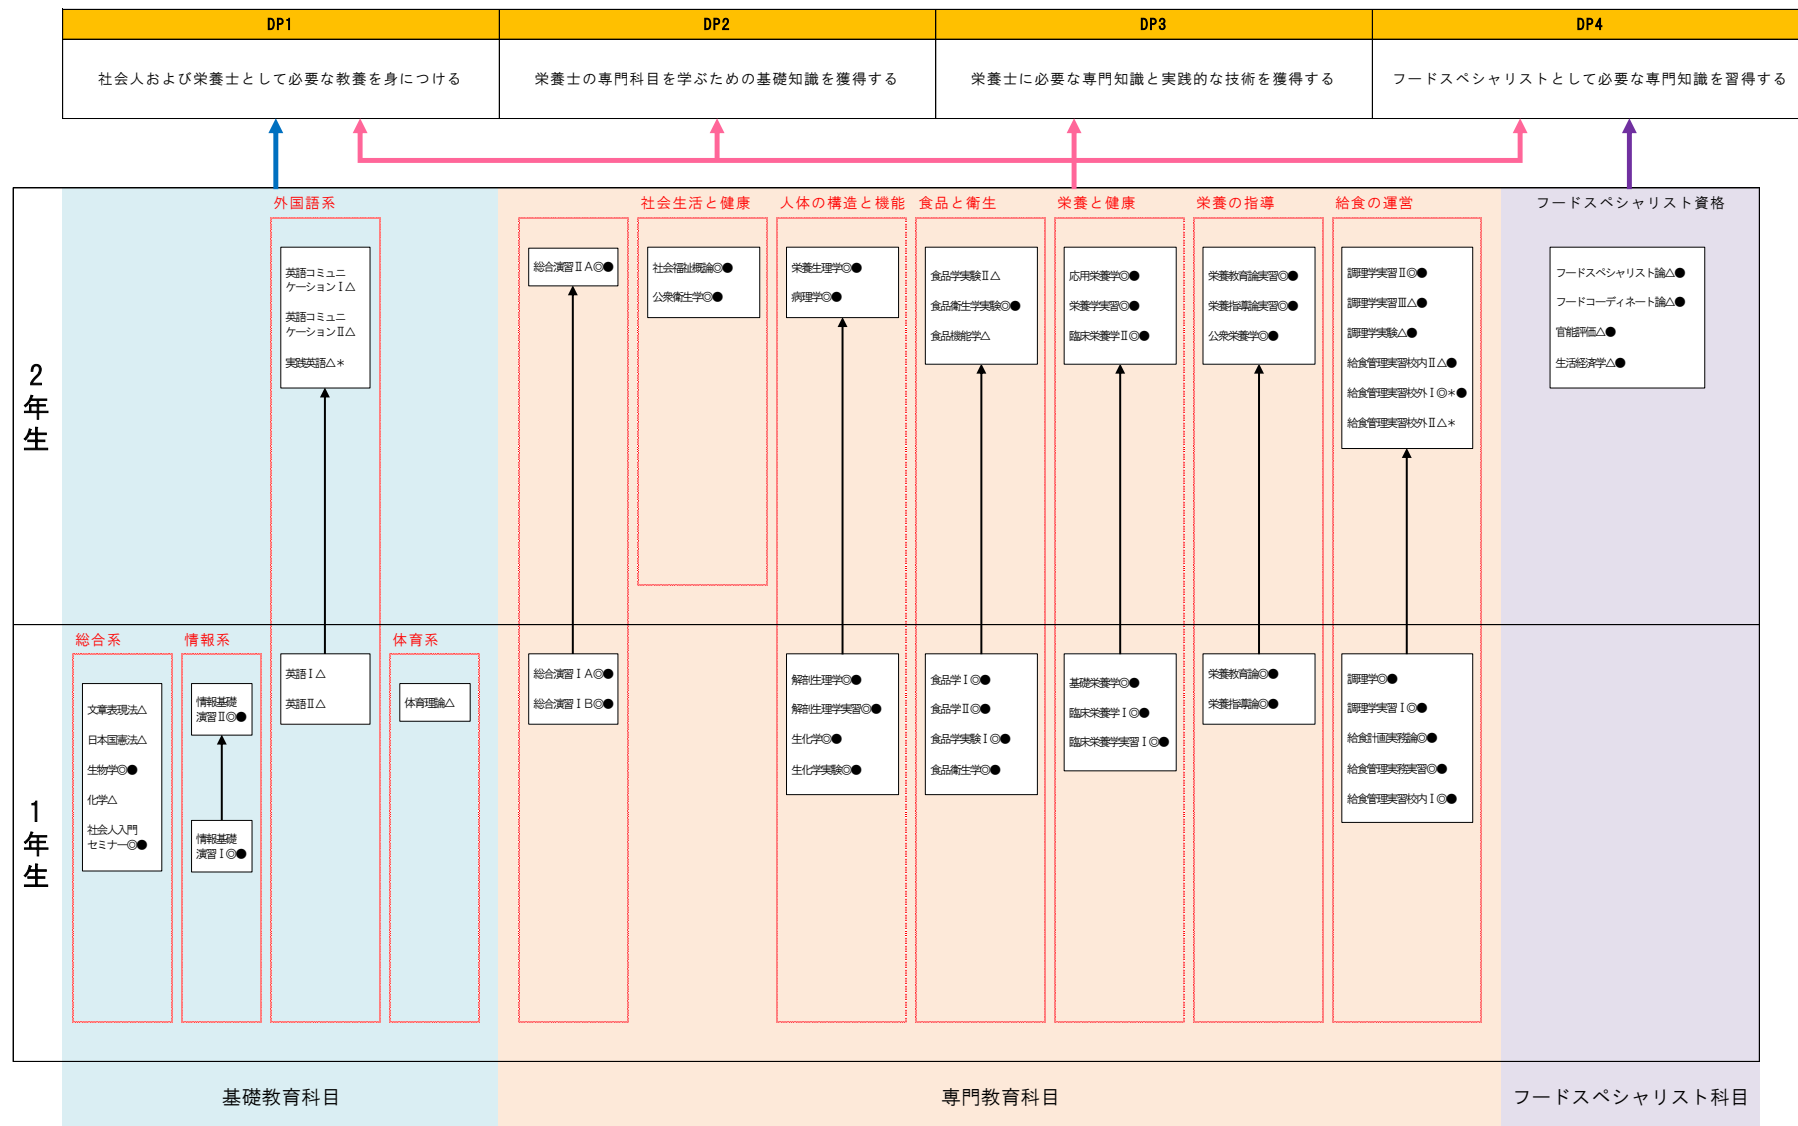 DP1
DP2
DP3
DP4
社会人および栄養士として必要な教養を身につける
栄養士の専門科目を学ぶための基礎知識を獲得する
栄養士に必要な専門知識と実践的な技術を獲得する
フードスペシャリストとして必要な専門知識を習得する
2年生
外国語系
英語コミュニ
ケーションⅠ△
英語コミュニ
ケーションⅡ△
実践英語△*
総合演習ⅡA◎●
社会生活と健康
社会福祉概論◎●
公衆衛生学◎●
人体の構造と機能
栄養生理学◎●
病理学◎●
食品と衛生
食品学実験Ⅱ△
食品衛生学実験◎●
食品機能学△
栄養と健康
応用栄養学◎●
栄養学実習◎●
臨床栄養学Ⅱ◎●
栄養の指導
栄養教育論実習◎●
栄養指導論実習◎●
公衆栄養学◎●
給食の運営
調理学実習Ⅱ◎●
調理学実習Ⅲ△●
調理学実験△●
給食管理実習校内Ⅱ△●
給食管理実習校外Ⅰ◎*●
給食管理実習校外Ⅱ△*
フードスペシャリスト資格
フードスペシャリスト論△●
フードコーディネート論△●
官能評価△●
生活経済学△●
1年生
総合系
文章表現法△
日本国憲法△
生物学◎●
化学△
社会人入門
セミナー◎●
情報系
情報基礎
演習Ⅱ◎●
情報基礎
演習Ⅰ◎●
英語Ⅰ△
英語Ⅱ△
体育系
体育理論△
総合演習ⅠA◎●
総合演習ⅠB◎●
解剖生理学◎●
解剖生理学実習◎●
生化学◎●
生化学実験◎●
食品学Ⅰ◎●
食品学Ⅱ◎●
食品学実験Ⅰ◎●
食品衛生学◎●
基礎栄養学◎●
臨床栄養学Ⅰ◎●
臨床栄養学実習Ⅰ◎●
栄養教育論◎●
栄養指導論◎●
調理学◎●
調理学実習Ⅰ◎●
給食計画実務論◎●
給食管理実務実習◎●
給食管理実習校内Ⅰ◎●
基礎教育科目
専門教育科目
フードスペシャリスト科目